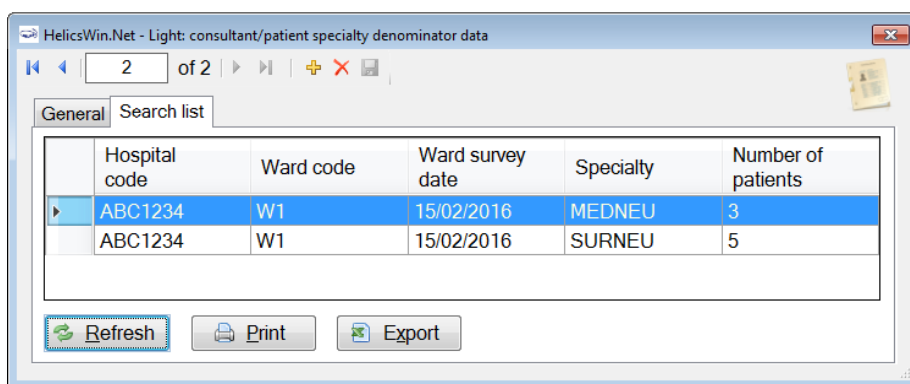 HelicsWin.Net - Light: consultant/patient specialty denominator data
2 of 2
General Search list
Hospital code Ward code Ward survey date Specialty Number of patients
ABC1234 W1 15/02/2016 MEDNEU 3
ABC1234 W1 15/02/2016 SURNEU 5
Refresh Print Export